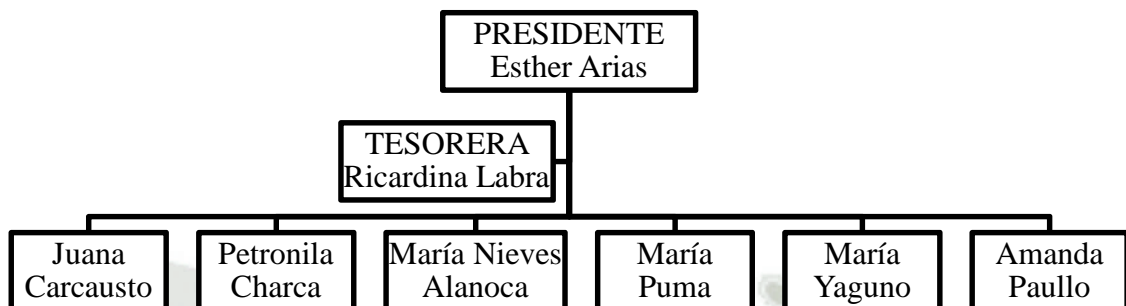 PRESIDENTE
Esther Arias
TESORERA
Ricardina Labra
Juana
Carcausto
Petronila
Charca
María Nieves
Alanoca
María
Puma
María
Yaguno
Amanda
Paullo